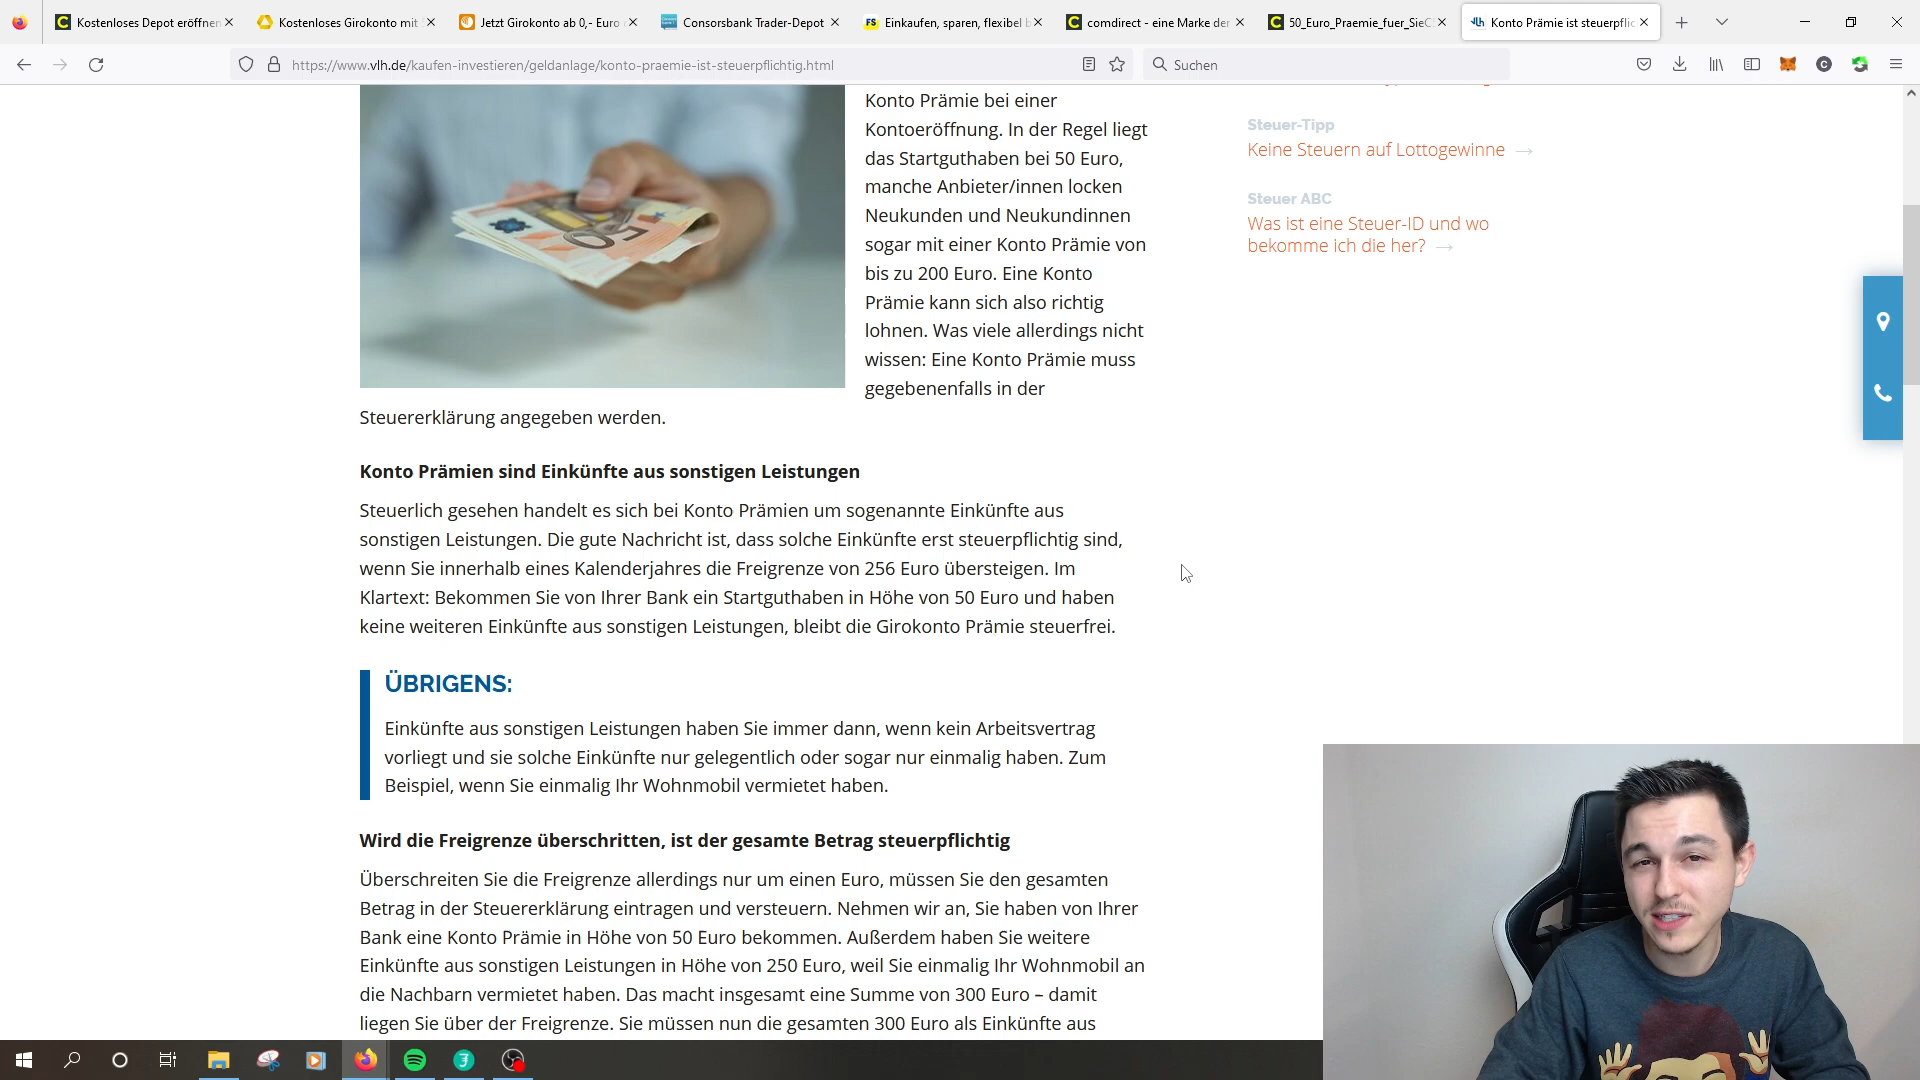 Kostenloses Depot eröffnen
Kostenloses Girokonto mit
Jetzt Girokonto ab 0,- Euro
Consorsbank Trader-Depot
Einkaufen, sparen, flexibel b
comdirect - eine Marke der
50_Euro_Praemie_fuer_SieC
Konto Prämie ist steuerpflic
https://www.vlh.de/kaufen-investieren/geldanlage/konto-praemie-ist-steuerpflichtig.html
Suchen
Konto Prämie bei einer
Kontoeröffnung. In der Regel liegt
das Startguthaben bei 50 Euro,
manche Anbieter/innen locken
Neukunden und Neukundinnen
sogar mit einer Konto Prämie von
bis zu 200 Euro. Eine Konto
Prämie kann sich also richtig
lohnen. Was viele allerdings nicht
wissen: Eine Konto Prämie muss
gegebenenfalls in der
Steuererklärung angegeben werden.
Konto Prämien sind Einkünfte aus sonstigen Leistungen
Steuerlich gesehen handelt es sich bei Konto Prämien um sogenannte Einkünfte aus
sonstigen Leistungen. Die gute Nachricht ist, dass solche Einkünfte erst steuerpflichtig sind,
wenn Sie innerhalb eines Kalenderjahres die Freigrenze von 256 Euro übersteigen. Im
Klartext: Bekommen Sie von Ihrer Bank ein Startguthaben in Höhe von 50 Euro und haben
keine weiteren Einkünfte aus sonstigen Leistungen, bleibt die Girokonto Prämie steuerfrei.
ÜBRIGENS:
Einkünfte aus sonstigen Leistungen haben Sie immer dann, wenn kein Arbeitsvertrag
vorliegt und sie solche Einkünfte nur gelegentlich oder sogar nur einmalig haben. Zum
Beispiel, wenn Sie einmalig Ihr Wohnmobil vermietet haben.
Wird die Freigrenze überschritten, ist der gesamte Betrag steuerpflichtig
Überschreiten Sie die Freigrenze allerdings nur um einen Euro, müssen Sie den gesamten
Betrag in der Steuererklärung eintragen und versteuern. Nehmen wir an, Sie haben von Ihrer
Bank eine Konto Prämie in Höhe von 50 Euro bekommen. Außerdem haben Sie weitere
Einkünfte aus sonstigen Leistungen in Höhe von 250 Euro, weil Sie einmalig Ihr Wohnmobil an
die Nachbarn vermietet haben. Das macht insgesamt eine Summe von 300 Euro – damit
liegen Sie über der Freigrenze. Sie müssen nun die gesamten 300 Euro als Einkünfte aus
Steuer-Tipp
Keine Steuern auf Lottogewinne →
Steuer ABC
Was ist eine Steuer-ID und wo
bekomme ich die her? →
50